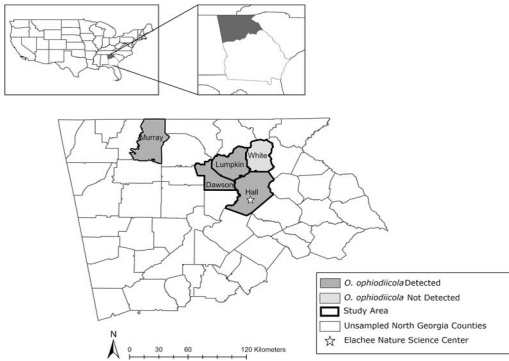 Murray
Lumpkin
White
Dawson
Hall
O. ophiodiicola Detected
O. ophiodiicola Not Detected
Study Area
Unsampled North Georgia Counties
Elachee Nature Science Center
N
0 30 60 120 Kilometers